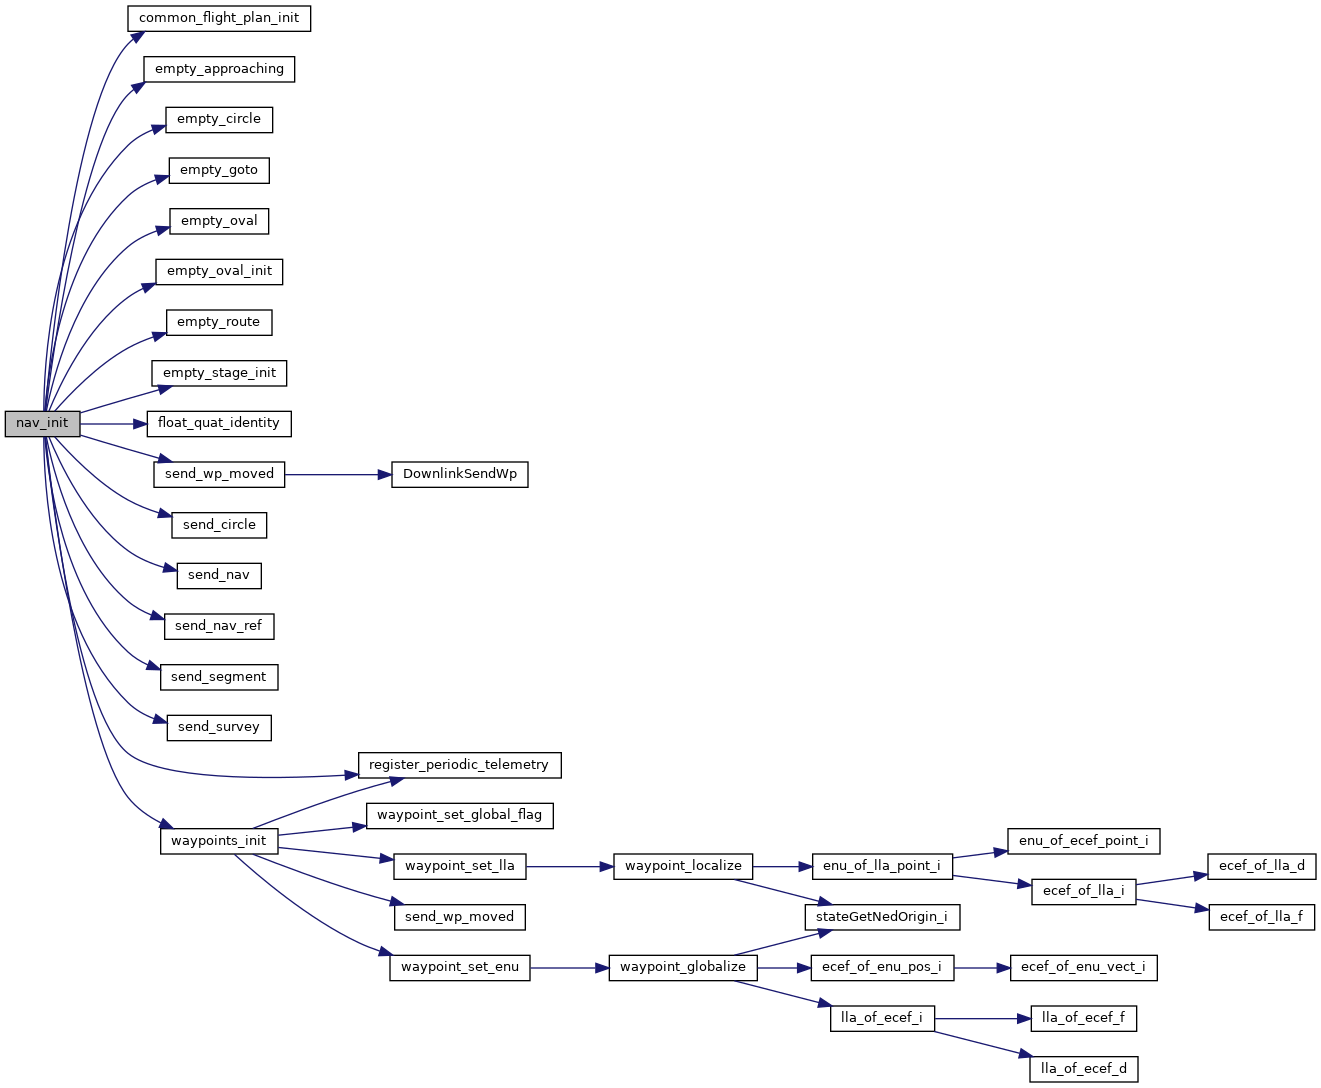 common_flight_plan_init
empty_approaching
empty_circle
empty_goto
empty_oval
empty_oval_init
empty_route
empty_stage_init
nav_init
float_quat_identity
send_wp_moved
DownlinkSendWp
send_circle
send_nav
send_nav_ref
send_segment
send_survey
register_periodic_telemetry
waypoint_set_global_flag
waypoints_init
enu_of_ecef_point_i
waypoint_set_lla
waypoint_localize
enu_of_lla_point_i
ecef_of_lla_d
ecef_of_lla_i
send_wp_moved
stateGetNedOrigin_i
ecef_of_lla_f
waypoint_set_enu
waypoint_globalize
ecef_of_enu_pos_i
ecef_of_enu_vect_i
lla_of_ecef_i
lla_of_ecef_f
lla_of_ecef_d